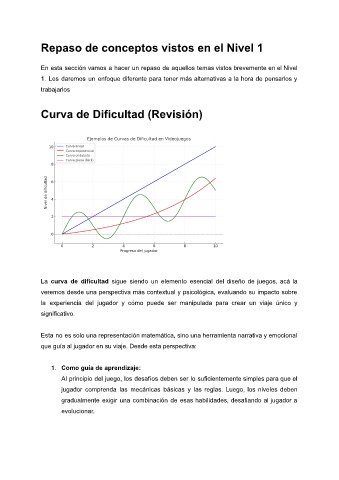 Repaso de conceptos vistos en el Nivel 1
En esta sección vamos a hacer un repaso de aquellos temas vistos brevemente en el Nivel
1. Les daremos un enfoque diferente para tener más alternativas a la hora de pensarlos y
trabajarlos
Curva de Dificultad (Revisión)
Ejemplos de Curvas de Dificultad en Videojuegos
Curva lineal
Curva exponencial
Curva ondulada
Curva plana (fácil)
10
8
6
4
2
0
Nivel de dificultad
0 2 4 6 8 10
Progreso del jugador
La curva de dificultad sigue siendo un elemento esencial del diseño de juegos, acá la
veremos desde una perspectiva más contextual y psicológica, evaluando su impacto sobre
la experiencia del jugador y cómo puede ser manipulada para crear un viaje único y
significativo.
Esta no es solo una representación matemática, sino una herramienta narrativa y emocional
que guía al jugador en su viaje. Desde esta perspectiva:
1. Como guía de aprendizaje:
Al principio del juego, los desafíos deben ser lo suficientemente simples para que el
jugador comprenda las mecánicas básicas y las reglas. Luego, los niveles deben
gradualmente exigir una combinación de esas habilidades, desafiando al jugador a
evolucionar.